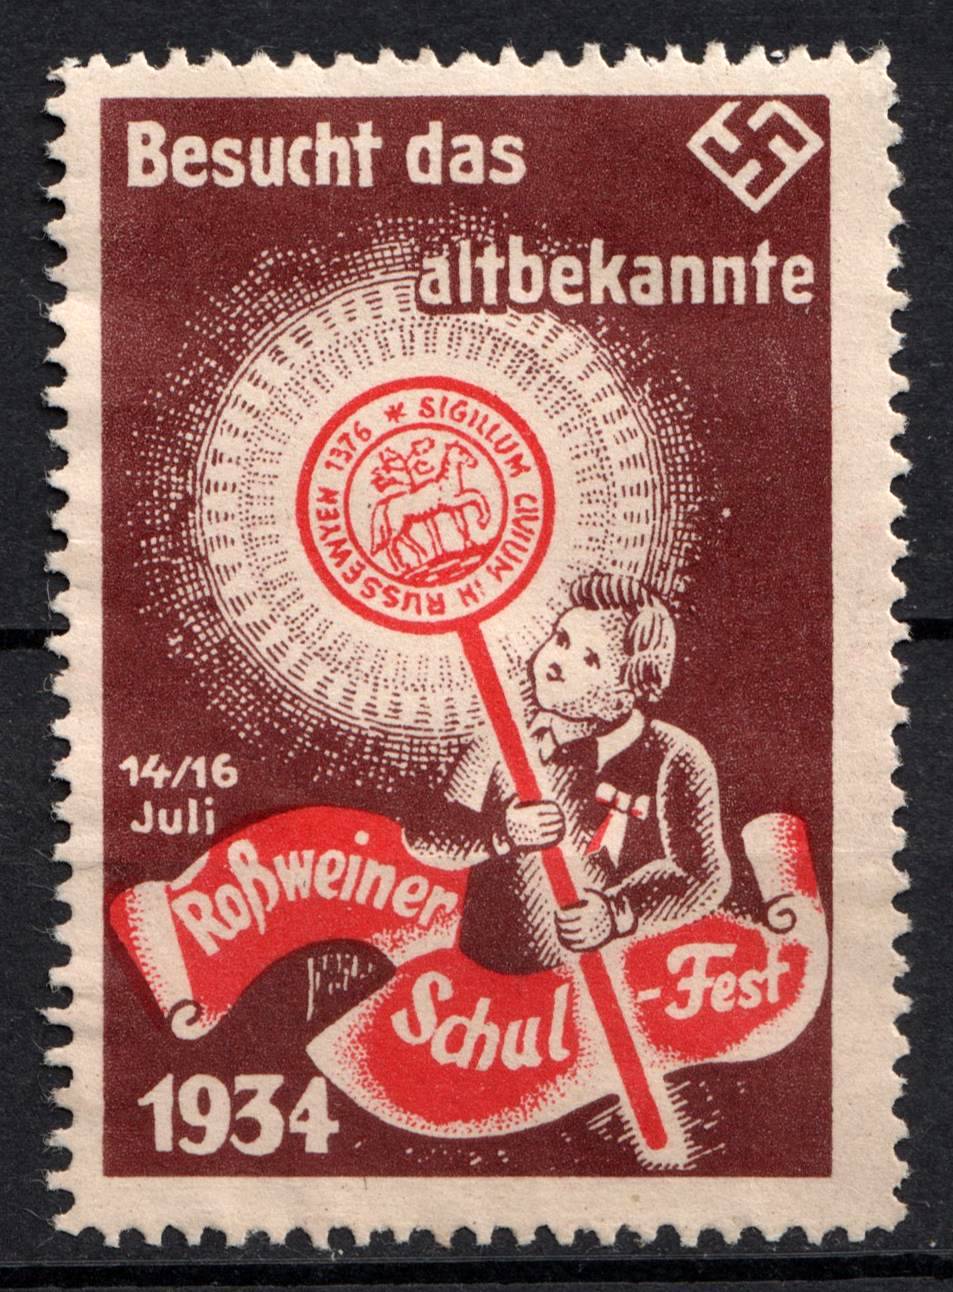 Besucht das
altbekannte
* SIGILLUM CIVIUM IN RUSSEWYEN 1376
14/16
Juli
Roßweiner
Schul-Fest
1934